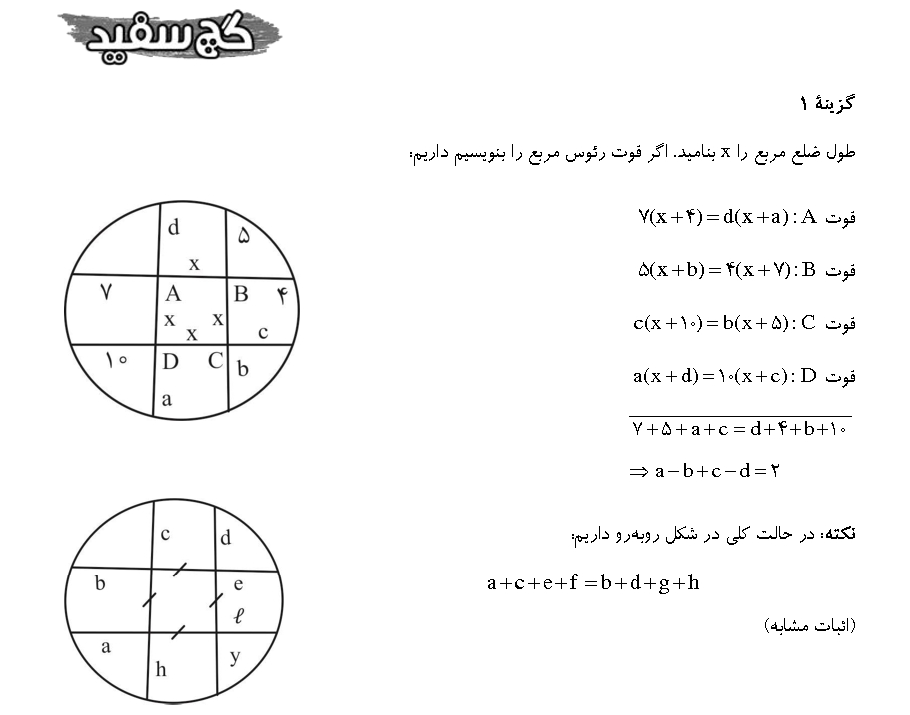 گچ سفید
گزینهٔ ۱
طول ضلع مربع را x بنامید. اگر قوت رئوس مربع را بنویسیم داریم:
قوت A : ۷(x+۴)=d(x+a)
قوت B : ۵(x+b)=۴(x+۷)
قوت C : c(x+۱۰)=b(x+۵)
قوت D : a(x+d)=۱۰(x+c)
۷+۵+a+c=d+۴+b+۱۰
⇒ a−b+c−d=۲
d ۵
x
۷ A B ۴
x x c
x
۱۰ D C b
a
نکته: در حالت کلی در شکل روبه‌رو داریم:
a+c+e+f=b+d+g+h
(اثبات مشابه)
c d
b e
ℓ
a y
h